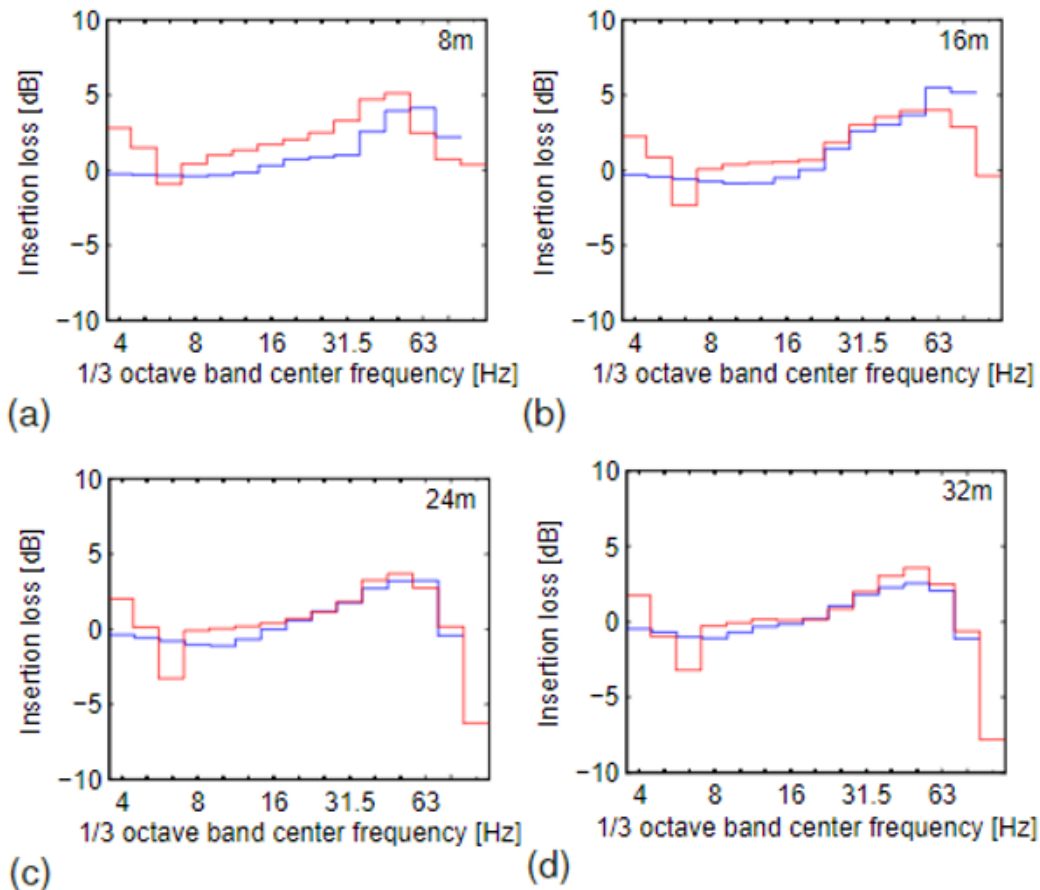 10
5
0
−5
−10
Insertion loss [dB]
8m
4 8 16 31.5 63
1/3 octave band center frequency [Hz]
(a)
10
5
0
−5
−10
Insertion loss [dB]
16m
4 8 16 31.5 63
1/3 octave band center frequency [Hz]
(b)
10
5
0
−5
−10
Insertion loss [dB]
24m
4 8 16 31.5 63
1/3 octave band center frequency [Hz]
(c)
10
5
0
−5
−10
Insertion loss [dB]
32m
4 8 16 31.5 63
1/3 octave band center frequency [Hz]
(d)